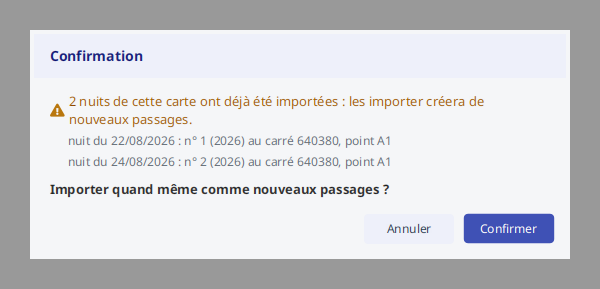 Confirmation
2 nuits de cette carte ont déjà été importées : les importer créera de
nouveaux passages.
nuit du 22/08/2026 : n° 1 (2026) au carré 640380, point A1
nuit du 24/08/2026 : n° 2 (2026) au carré 640380, point A1
Importer quand même comme nouveaux passages ?
Annuler
Confirmer